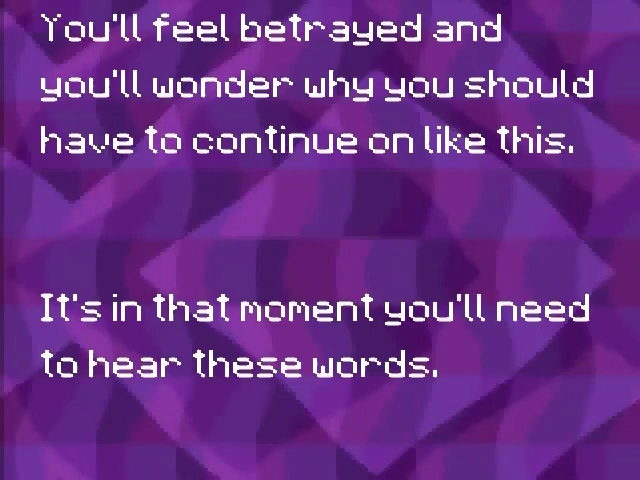 You'll feel betrayed and
you'll wonder why you should
have to continue on like this.
It's in that moment you'll need
to hear these words.